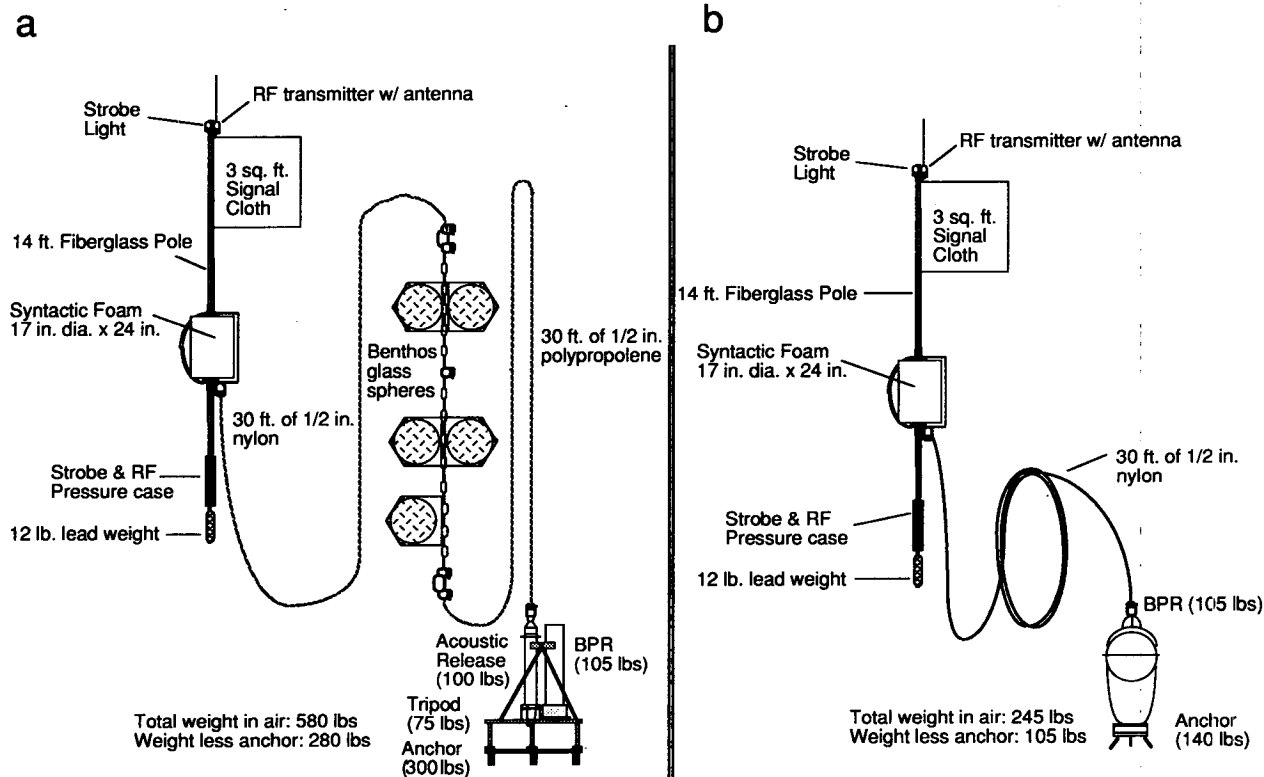 a
Strobe
Light
RF transmitter w/ antenna
3 sq. ft.
Signal
Cloth
14 ft. Fiberglass Pole
Syntactic Foam
17 in. dia. x 24 in.
Benthos
glass
spheres
30 ft. of 1/2 in.
polypropolene
30 ft. of 1/2 in.
nylon
Strobe & RF
Pressure case
12 lb. lead weight
Acoustic
Release
(100 lbs)
BPR
(105 lbs)
Tripod
(75 lbs)
Anchor
(300lbs)
Total weight in air: 580 lbs
Weight less anchor: 280 lbs
b
Strobe
Light
RF transmitter w/ antenna
3 sq. ft.
Signal
Cloth
14 ft. Fiberglass Pole
Syntactic Foam
17 in. dia. x 24 in.
30 ft. of 1/2 in.
nylon
Strobe & RF
Pressure case
12 lb. lead weight
BPR (105 lbs)
Total weight in air: 245 lbs
Weight less anchor: 105 lbs
Anchor
(140 lbs)